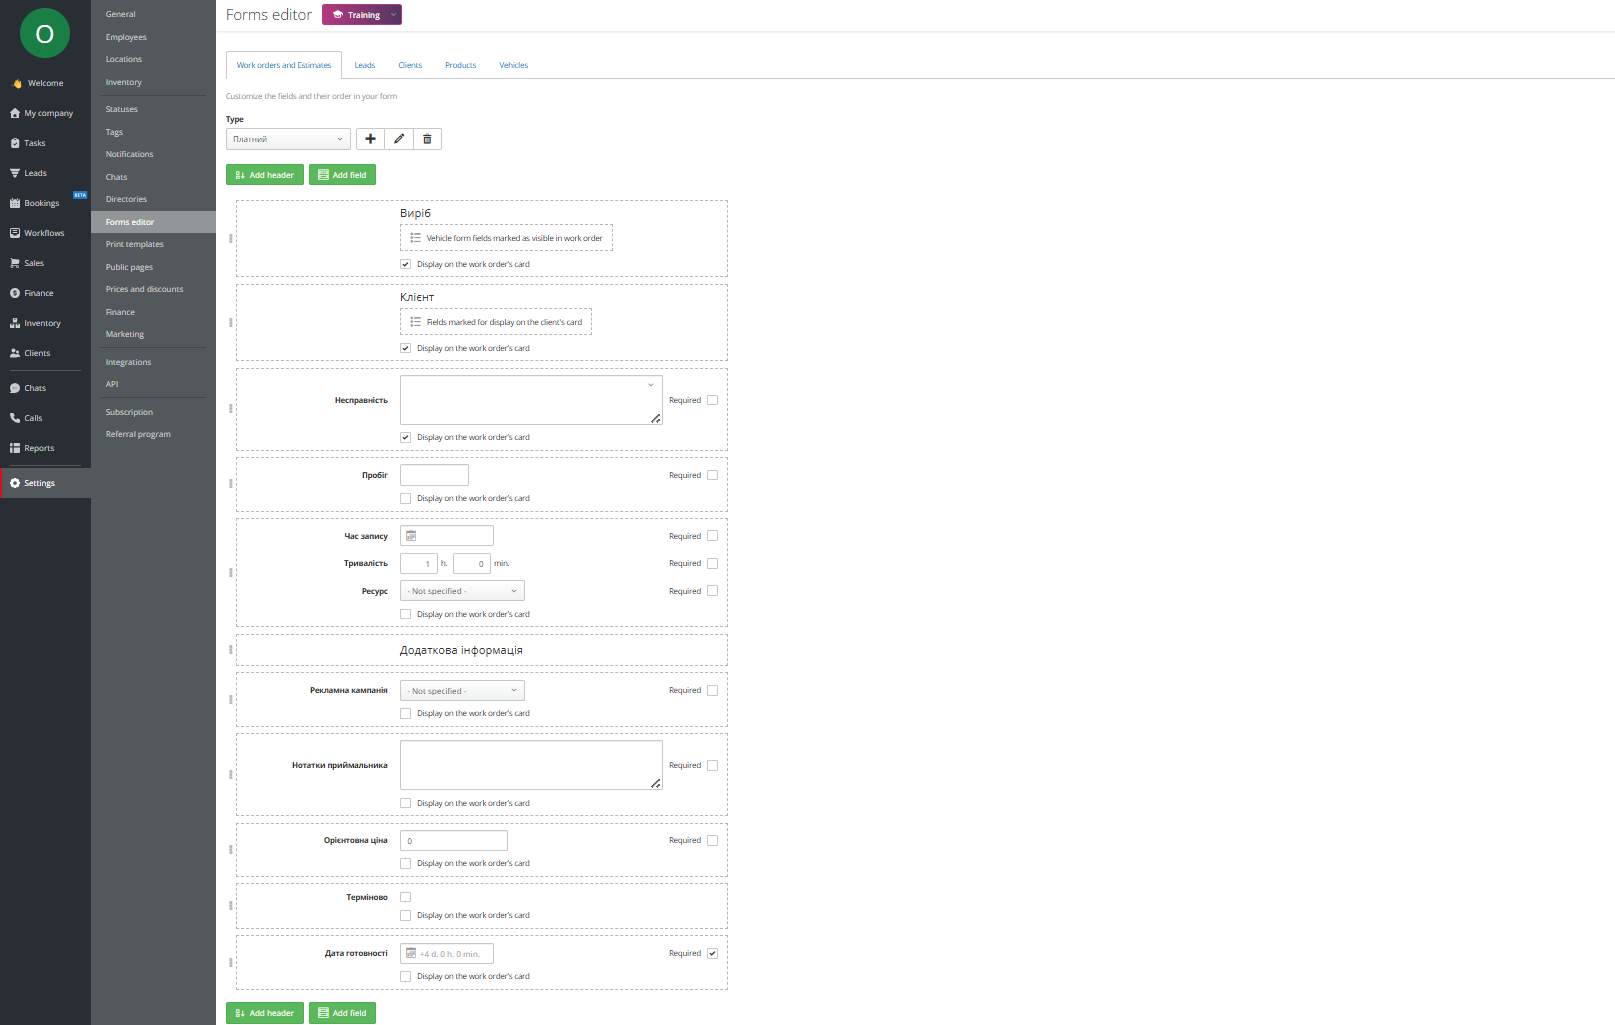 O
Welcome
My company
Tasks
Leads
Bookings
BETA
Workflows
Sales
Finance
Inventory
Clients
Chats
Calls
Reports
Settings
General
Employees
Locations
Inventory
Statuses
Tags
Notifications
Chats
Directories
Forms editor
Print templates
Public pages
Prices and discounts
Finance
Marketing
Integrations
API
Subscription
Referral program
Forms editor
Training
Work orders and Estimates Leads Clients Products Vehicles
Customize the fields and their order in your form
Type
Платний
Add header Add field
Виріб
Vehicle form fields marked as visible in work order
Display on the work order's card
Клієнт
Fields marked for display on the client's card
Display on the work order's card
Несправність Required
Display on the work order's card
Пробіг Required
Display on the work order's card
Час запису Required
Тривалість 1 h. 0 min. Required
Ресурс - Not specified - Required
Display on the work order's card
Додаткова інформація
Рекламна кампанія - Not specified - Required
Display on the work order's card
Нотатки приймальника Required
Display on the work order's card
Орієнтовна ціна 0 Required
Display on the work order's card
Терміново
Display on the work order's card
Дата готовності +4 d. 0 h. 0 min. Required
Display on the work order's card
Add header Add field